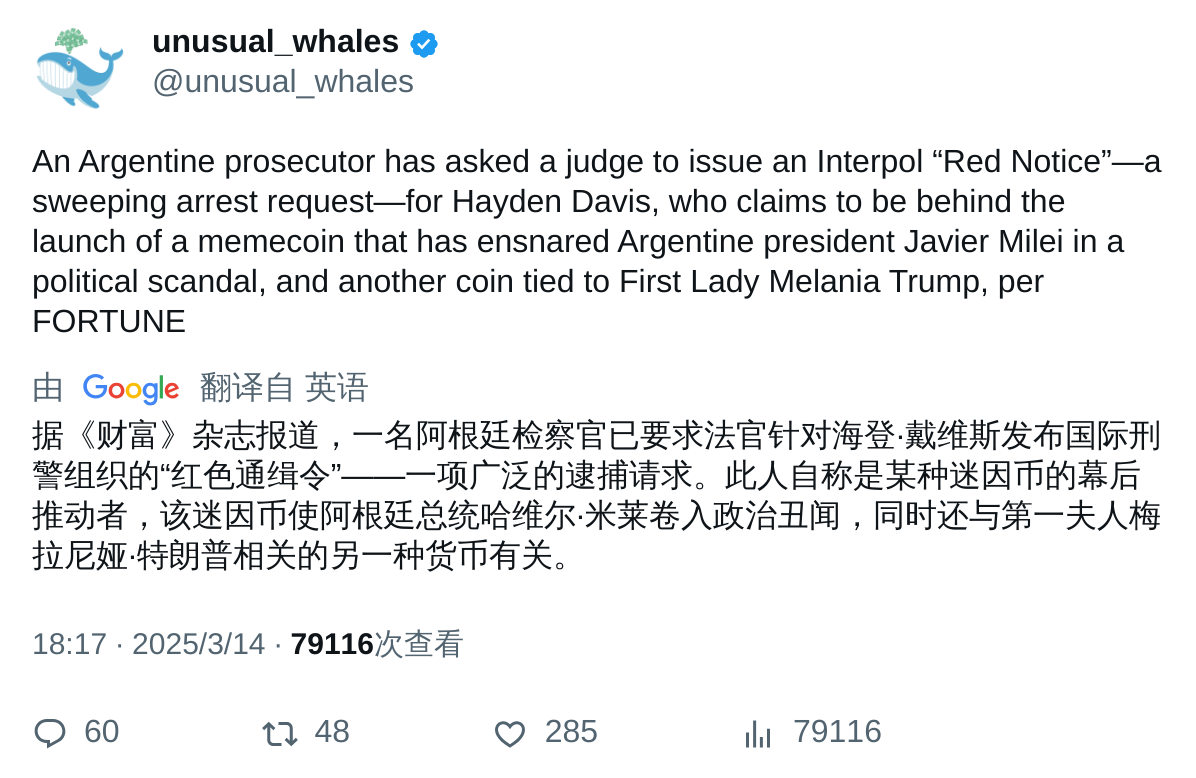 unusual_whales
@unusual_whales
An Argentine prosecutor has asked a judge to issue an Interpol “Red Notice”—a
sweeping arrest request—for Hayden Davis, who claims to be behind the
launch of a memecoin that has ensnared Argentine president Javier Milei in a
political scandal, and another coin tied to First Lady Melania Trump, per
FORTUNE
由 Google 翻译自 英语
据《财富》杂志报道，一名阿根廷检察官已要求法官针对海登·戴维斯发布国际刑
警组织的“红色通缉令”——一项广泛的逮捕请求。此人自称是某种迷因币的幕后
推动者，该迷因币使阿根廷总统哈维尔·米莱卷入政治丑闻，同时还与第一夫人梅
拉尼娅·特朗普相关的另一种货币有关。
18:17 · 2025/3/14 · 79116次查看
60 48 285 79116